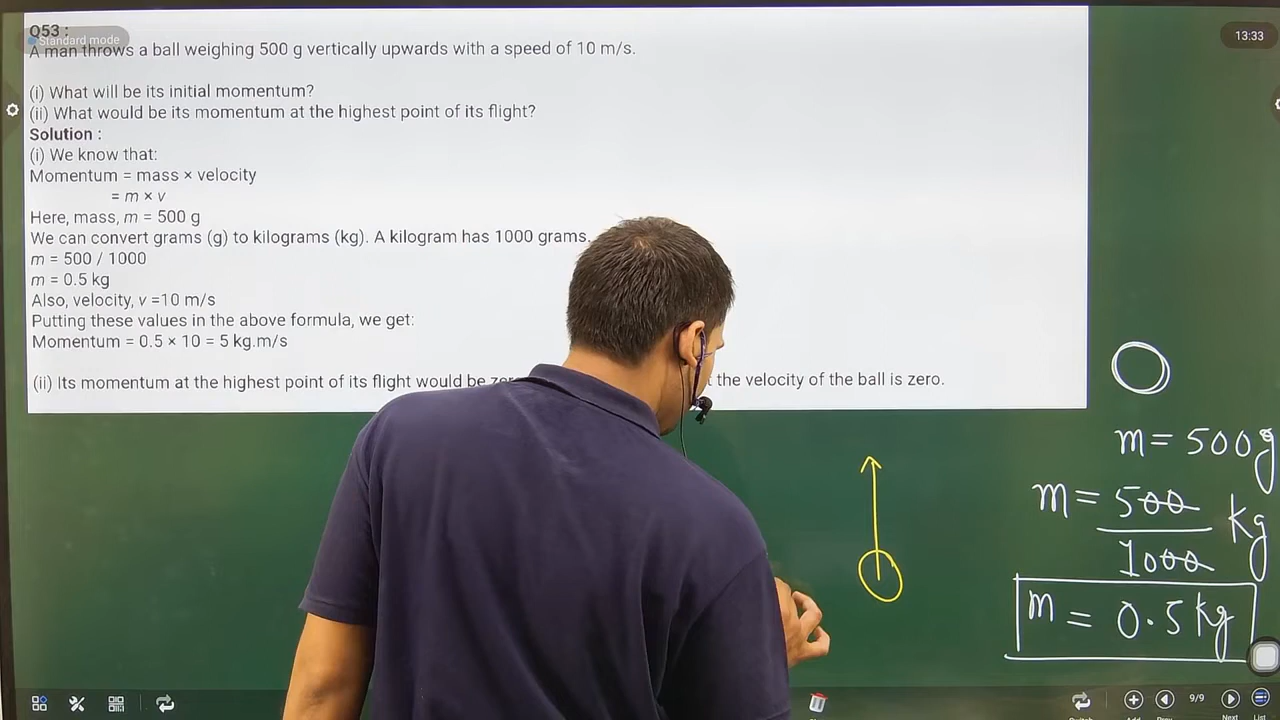 Q53 :
Standard mode
13:33
A man throws a ball weighing 500 g vertically upwards with a speed of 10 m/s.
(i) What will be its initial momentum?
(ii) What would be its momentum at the highest point of its flight?
Solution :
(i) We know that:
Momentum = mass × velocity
= m × v
Here, mass, m = 500 g
We can convert grams (g) to kilograms (kg). A kilogram has 1000 grams.
m = 500 / 1000
m = 0.5 kg
Also, velocity, v =10 m/s
Putting these values in the above formula, we get:
Momentum = 0.5 × 10 = 5 kg.m/s
(ii) Its momentum at the highest point of its flight would be the velocity of the ball is zero.
m = 500g
m = 500 kg
1000
m = 0.5 kg
9/9
Next
List